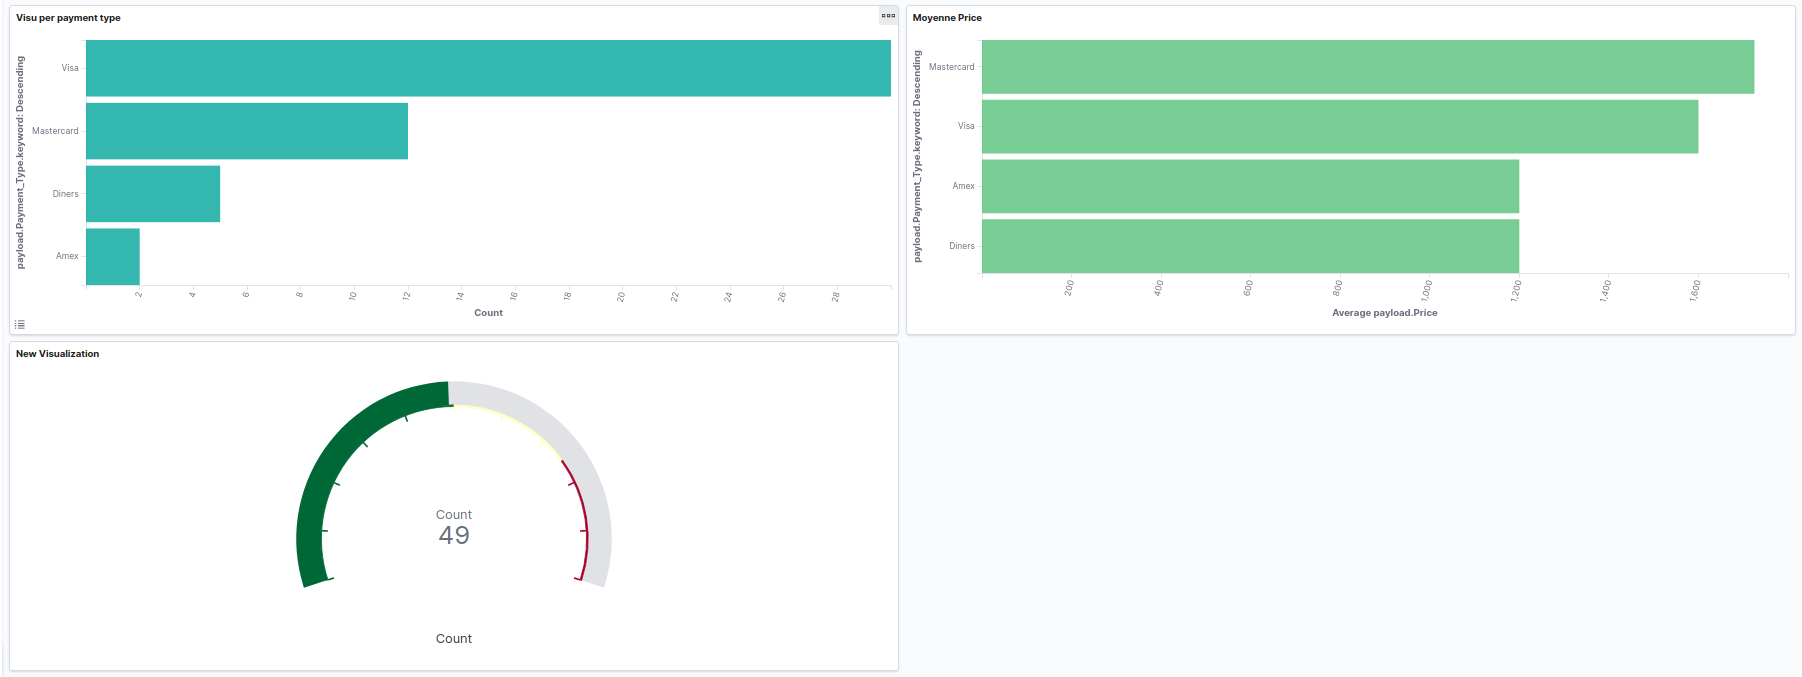 Visu per payment type
payload.Payment_Type.keyword: Descending
Visa
Mastercard
Diners
Amex
2 4 6 8 10 12 14 16 18 20 22 24 26 28
Count
Moyenne Price
payload.Payment_Type.keyword: Descending
Mastercard
Visa
Amex
Diners
200 400 600 800 1,000 1,200 1,400 1,600
Average payload.Price
New Visualization
Count
49
Count